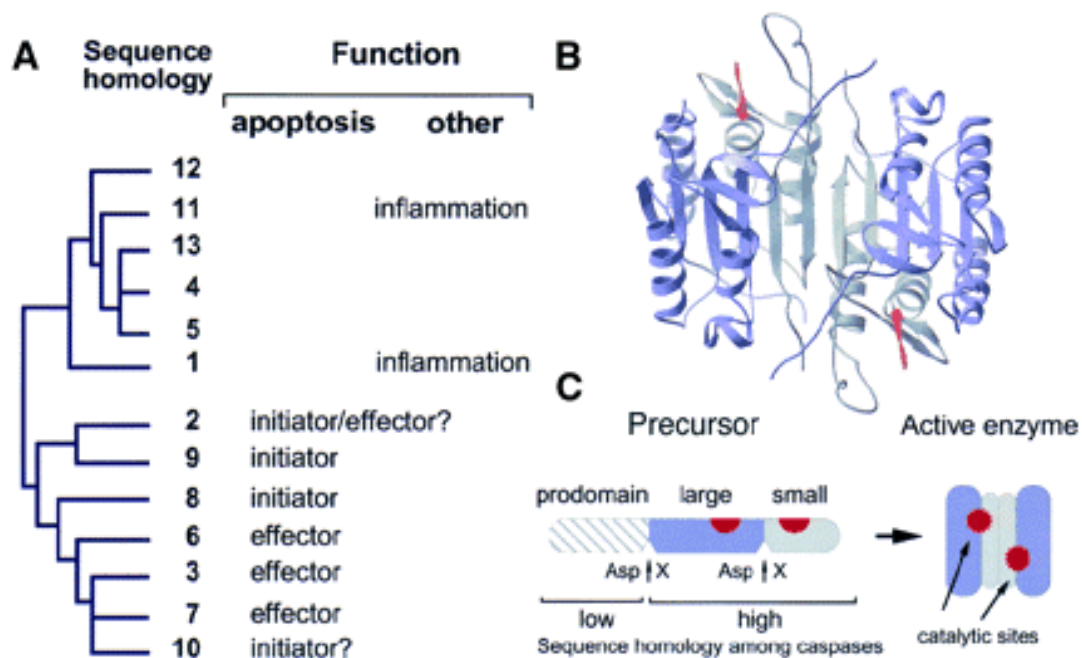 A
Sequence
homology
Function
apoptosis other
12
11 inflammation
13
4
5
1 inflammation
2 initiator/effector?
9 initiator
8 initiator
6 effector
3 effector
7 effector
10 initiator?
B
C
Precursor
Active enzyme
prodomain large small
Asp X Asp X
low high
Sequence homology among caspases
catalytic sites